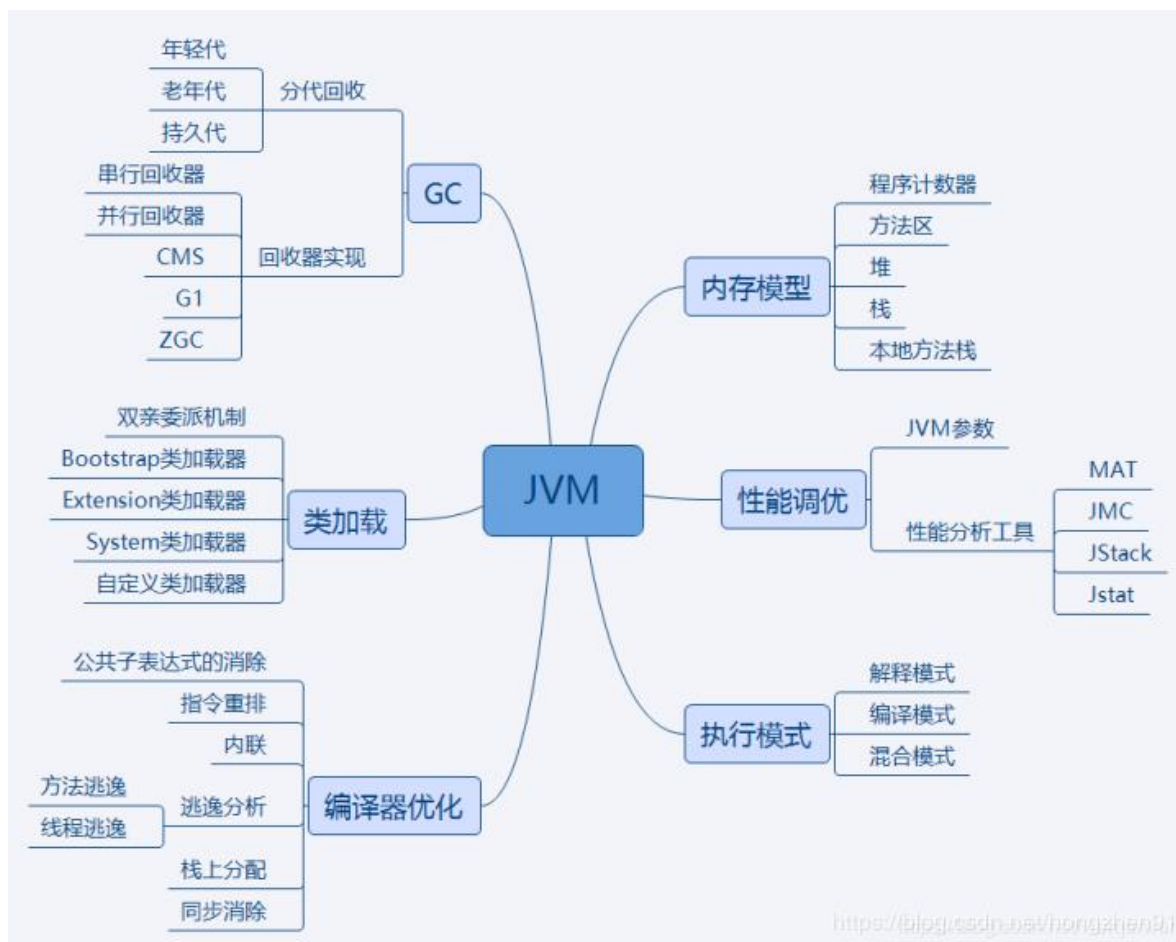 年轻代
老年代
持久代
分代回收
串行回收器
并行回收器
CMS
G1
ZGC
回收器实现
GC
双亲委派机制
Bootstrap类加载器
Extension类加载器
System类加载器
自定义类加载器
类加载
公共子表达式的消除
指令重排
内联
方法逃逸
线程逃逸
逃逸分析
栈上分配
同步消除
编译器优化
JVM
内存模型
程序计数器
方法区
堆
栈
本地方法栈
性能调优
JVM参数
性能分析工具
MAT
JMC
JStack
Jstat
执行模式
解释模式
编译模式
混合模式
https://blog.csdn.net/hongzhen91